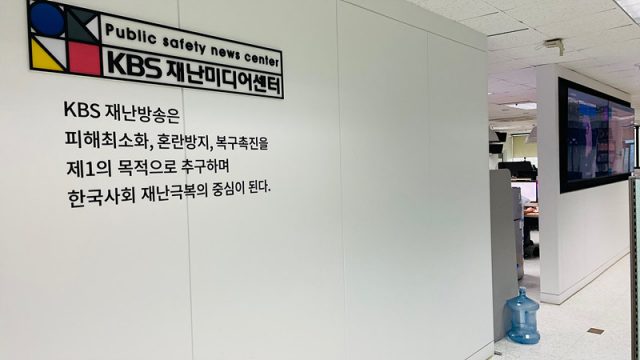 Public safety news center
KBS 재난미디어센터
KBS 재난방송은
피해최소화, 혼란방지, 복구촉진을
제1의 목적으로 추구하며
한국사회 재난극복의 중심이 된다.